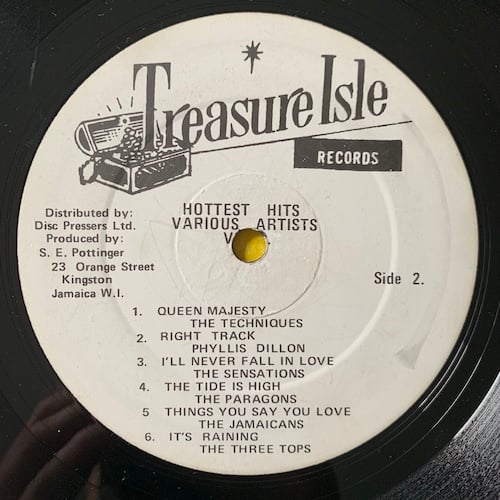 Treasure Isle
RECORDS
HOTTEST HITS
VARIOUS ARTISTS
Distributed by:
Disc Pressers Ltd.
Produced by:
S. E. Pottinger
23 Orange Street
Kingston
Jamaica W.I.
Side 2.
1. QUEEN MAJESTY
THE TECHNIQUES
2. RIGHT TRACK
PHYLLIS DILLON
3. I'LL NEVER FALL IN LOVE
THE SENSATIONS
4. THE TIDE IS HIGH
THE PARAGONS
5 THINGS YOU SAY YOU LOVE
THE JAMAICANS
6. IT'S RAINING
THE THREE TOPS